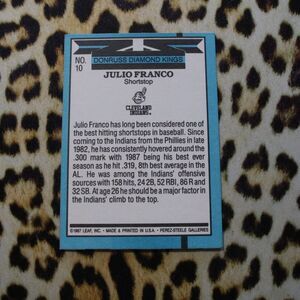 NO.
10
DONRUSS DIAMOND KINGS
JULIO FRANCO
Shortstop
CLEVELAND
INDIANS
Julio Franco has long been considered one of
the best hitting shortstops in baseball. Since
coming to the Indians from the Phillies in late
1982, he has consistently hovered around the
.300 mark with 1987 being his best ever
season as he hit .319, 8th best average in the
AL. He was among the Indians' offensive
sources with 158 hits, 24 2B, 52 RBI, 86 R and
32 SB. At age 26 he should be a major factor in
the Indians' climb to the top.
©1987 LEAF, INC. • MADE & PRINTED IN U.S.A. • PEREZ-STEELE GALLERIES